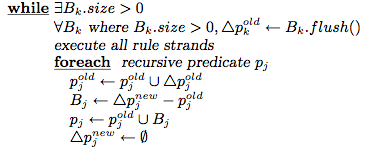 while ∃B_k.size > 0
∀B_k where B_k.size > 0, △p_k^old ← B_k.flush()
execute all rule strands
foreach recursive predicate p_j
p_j^old ← p_j^old ∪ △p_j^old
B_j ← △p_j^new − p_j^old
p_j ← p_j^old ∪ B_j
△p_j^new ← ∅